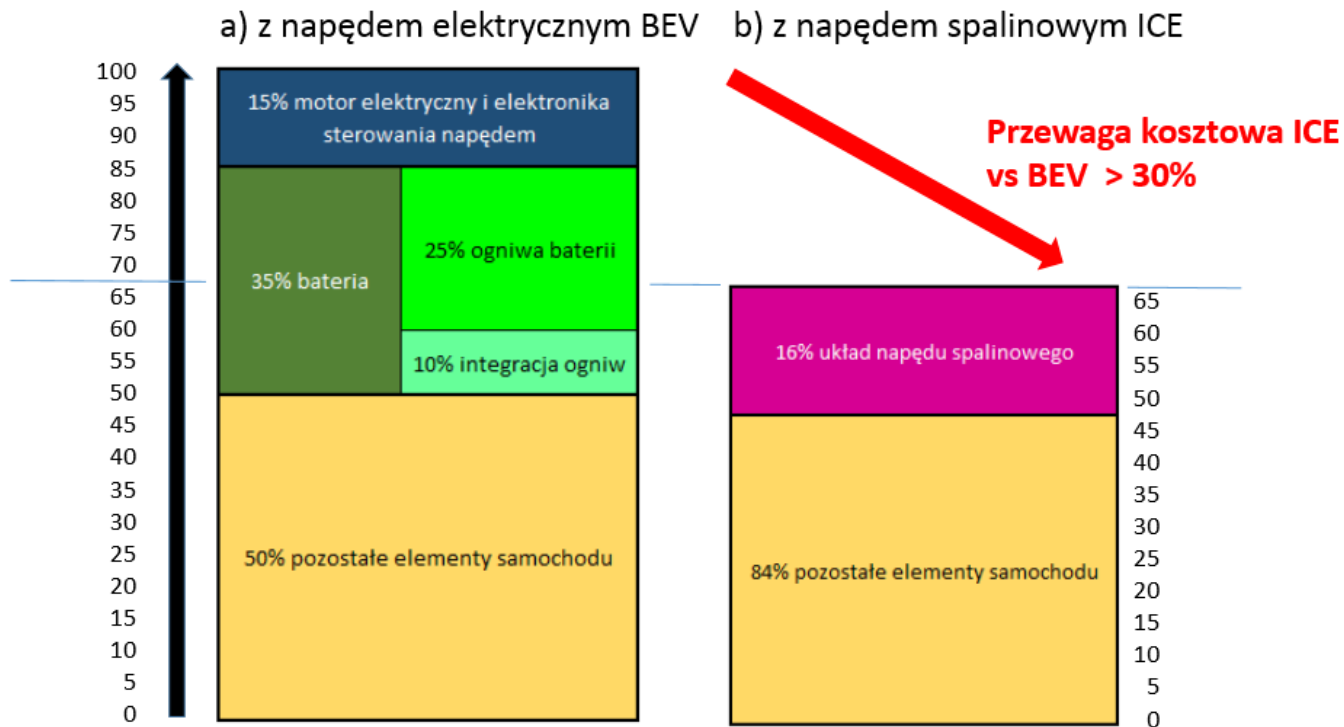 a) z napędem elektrycznym BEV
b) z napędem spalinowym ICE
100
95
90
85
80
75
70
65
60
55
50
45
40
35
30
25
20
15
10
5
0
15% motor elektryczny i elektronika
sterowania napędem
35% bateria
25% ogniwa baterii
10% integracja ogniw
50% pozostałe elementy samochodu
Przewaga kosztowa ICE
vs BEV > 30%
16% układ napędu spalinowego
84% pozostałe elementy samochodu
65
60
55
50
45
40
35
30
25
20
15
10
5
0